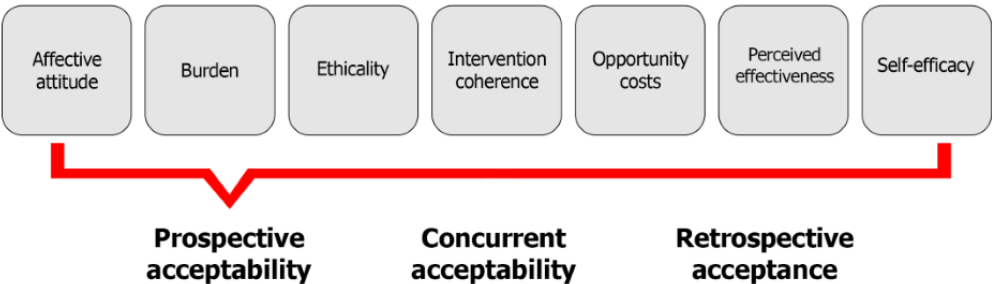 Affective
attitude
Burden
Ethicality
Intervention
coherence
Opportunity
costs
Perceived
effectiveness
Self-efficacy
Prospective
acceptability
Concurrent
acceptability
Retrospective
acceptance